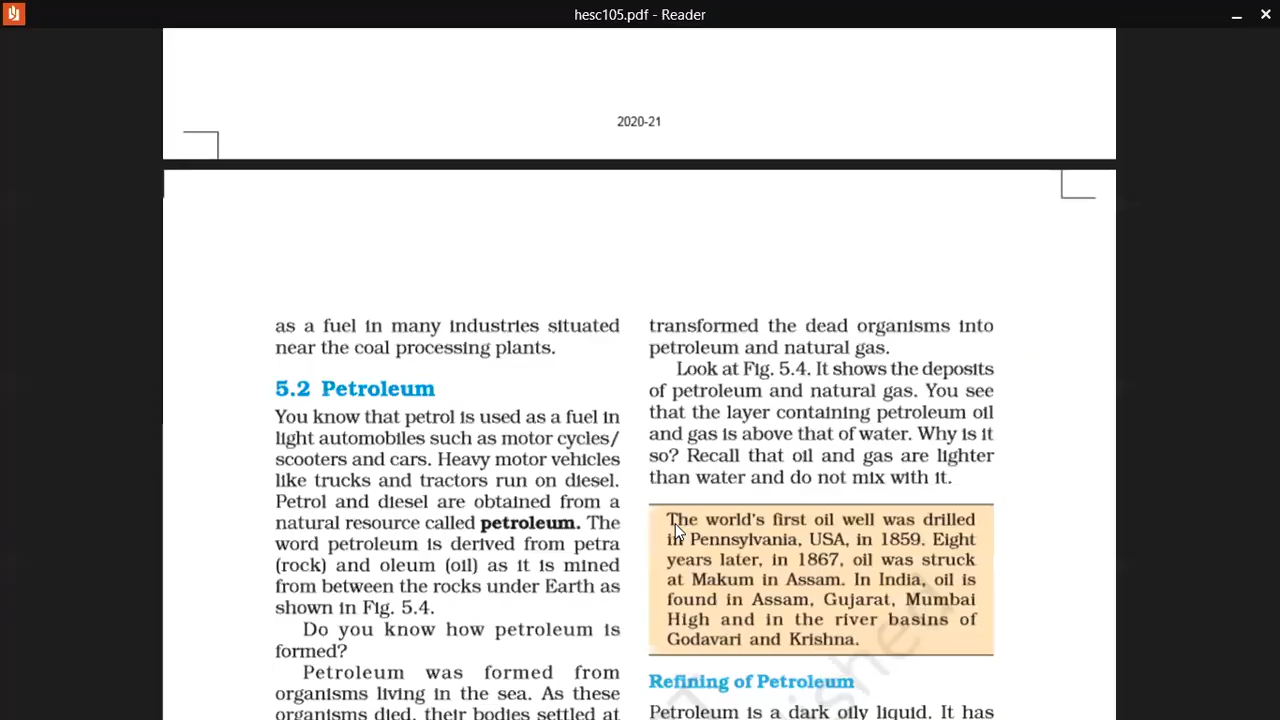 hesc105.pdf - Reader
2020-21
as a fuel in many industries situated
near the coal processing plants.
5.2 Petroleum
You know that petrol is used as a fuel in
light automobiles such as motor cycles/
scooters and cars. Heavy motor vehicles
like trucks and tractors run on diesel.
Petrol and diesel are obtained from a
natural resource called petroleum. The
word petroleum is derived from petra
(rock) and oleum (oil) as it is mined
from between the rocks under Earth as
shown in Fig. 5.4.
Do you know how petroleum is
formed?
Petroleum was formed from
organisms living in the sea. As these
organisms died, their bodies settled at
transformed the dead organisms into
petroleum and natural gas.
Look at Fig. 5.4. It shows the deposits
of petroleum and natural gas. You see
that the layer containing petroleum oil
and gas is above that of water. Why is it
so? Recall that oil and gas are lighter
than water and do not mix with it.
The world's first oil well was drilled
in Pennsylvania, USA, in 1859. Eight
years later, in 1867, oil was struck
at Makum in Assam. In India, oil is
found in Assam, Gujarat, Mumbai
High and in the river basins of
Godavari and Krishna.
Refining of Petroleum
Petroleum is a dark oily liquid. It has